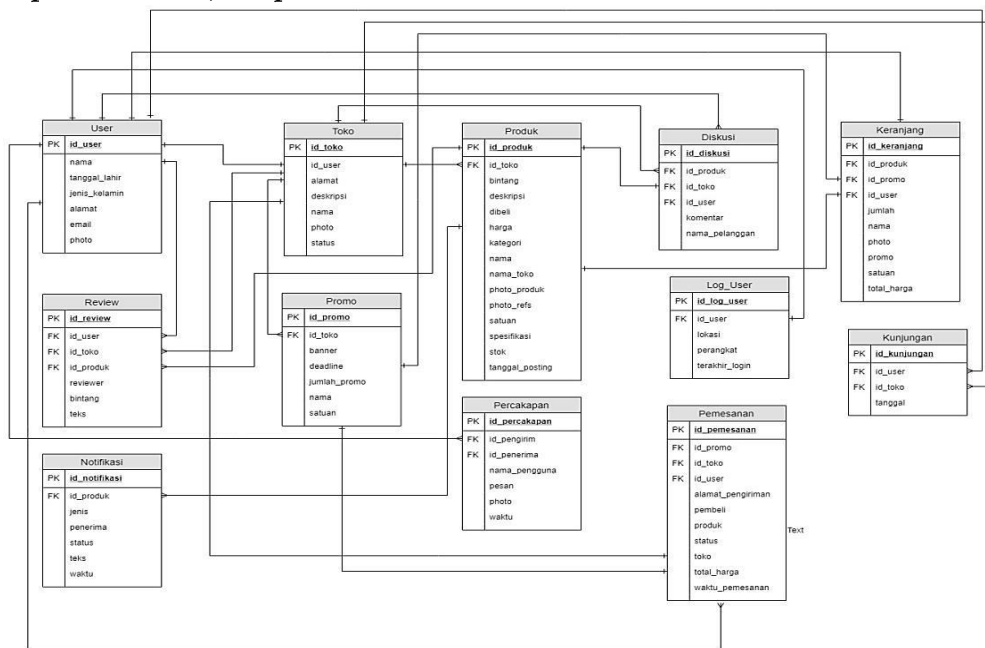 User
PK id_user
nama
tanggal_lahir
jenis_kelamin
alamat
email
photo
Toko
PK id_toko
id_user
alamat
deskripsi
nama
photo
status
Produk
PK id_produk
FK id_toko
bintang
deskripsi
dibeli
harga
kategori
nama
nama_toko
photo_produk
photo_refs
satuan
spesifikasi
stok
tanggal_posting
Diskusi
PK id_diskusi
FK id_produk
FK id_toko
FK id_user
komentar
nama_pelanggan
Keranjang
PK id_keranjang
FK id_produk
FK id_promo
FK id_user
jumlah
nama
photo
promo
satuan
total_harga
Review
PK id_review
FK id_user
FK id_toko
FK id_produk
reviewer
bintang
teks
Promo
PK id_promo
FK id_toko
banner
deadline
jumlah_promo
nama
satuan
Log_User
PK id_log_user
FK id_user
lokasi
perangkat
terakhir_login
Kunjungan
PK id_kunjungan
FK id_user
FK id_toko
tanggal
Notifikasi
PK id_notifikasi
FK id_produk
jenis
penerima
status
teks
waktu
Percakapan
PK id_percakapan
FK id_pengirim
FK id_penerima
nama_pengguna
pesan
photo
waktu
Pemesanan
PK id_pemesanan
FK id_promo
FK id_toko
FK id_user
alamat_pengiriman
pembeli
produk
status
toko
total_harga
waktu_pemesanan
Text